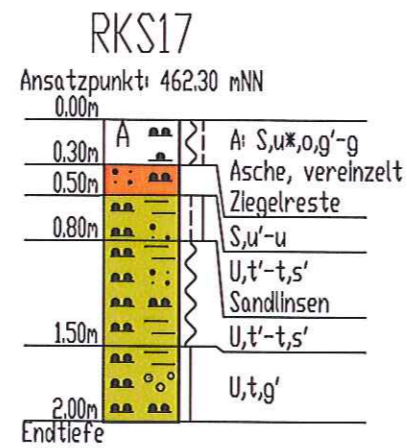 RKS17
Ansatzpunkt: 462.30 mNN
0.00m
A
A: S,u*,o,g'-g
0.30m
Asche, vereinzelt
0.50m
Ziegelreste
0.80m
S,u'-u
U,t'-t,s'
Sandlinsen
1.50m
U,t'-t,s'
U,t,g'
2.00m
Endtiefe